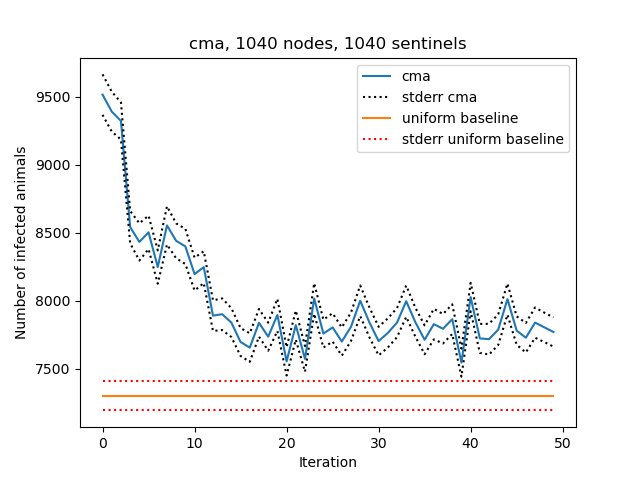 cma, 1040 nodes, 1040 sentinels
cma
stderr cma
uniform baseline
stderr uniform baseline
Number of infected animals
9500
9000
8500
8000
7500
0 10 20 30 40 50
Iteration